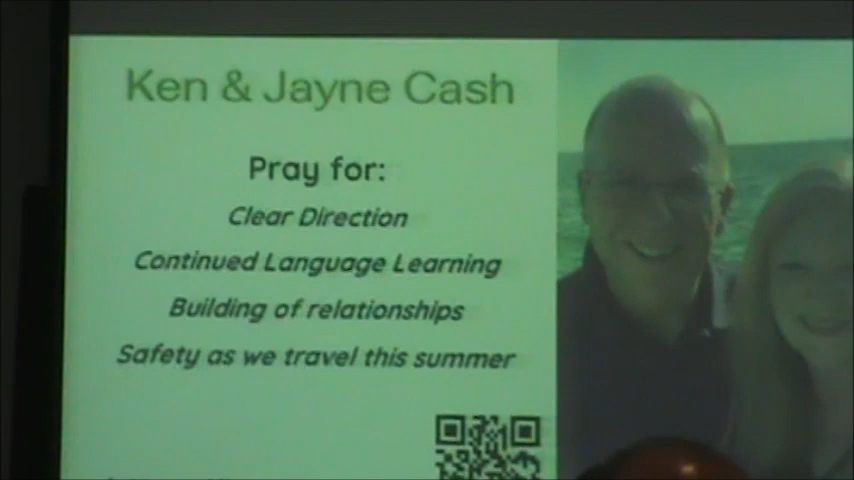 Ken & Jayne Cash
Pray for:
Clear Direction
Continued Language Learning
Building of relationships
Safety as we travel this summer